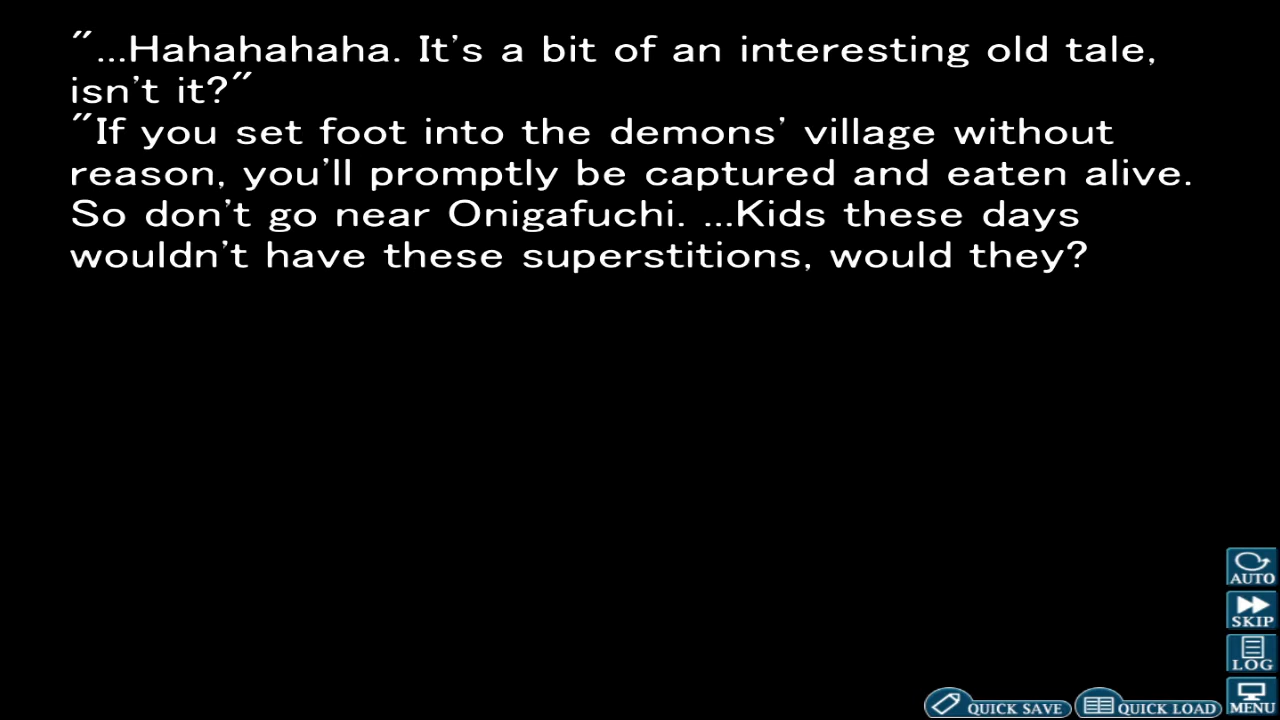 "...Hahahahaha. It's a bit of an interesting old tale,
isn't it?"
"If you set foot into the demons' village without
reason, you'll promptly be captured and eaten alive.
So don't go near Onigafuchi. ...Kids these days
wouldn't have these superstitions, would they?
AUTO
SKIP
LOG
QUICK SAVE
QUICK LOAD
MENU